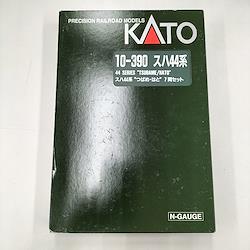 PRECISION RAILROAD MODELS
KATO
10-390 スハ44系
44 SERIES "TSUBAME/HATO"
スハ44系 "つばめ・はと" 7両セット
N-GAUGE